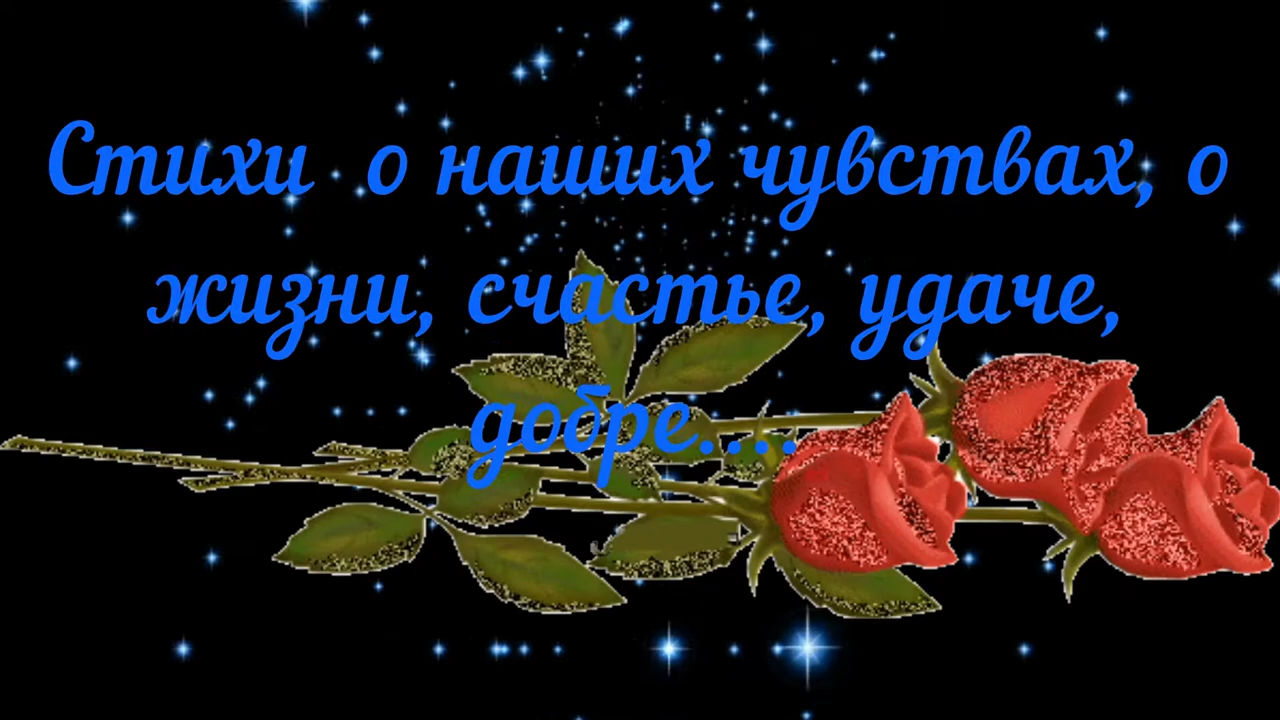 Стихи о наших чувствах, о
жизни, счастье, удаче,
добре....